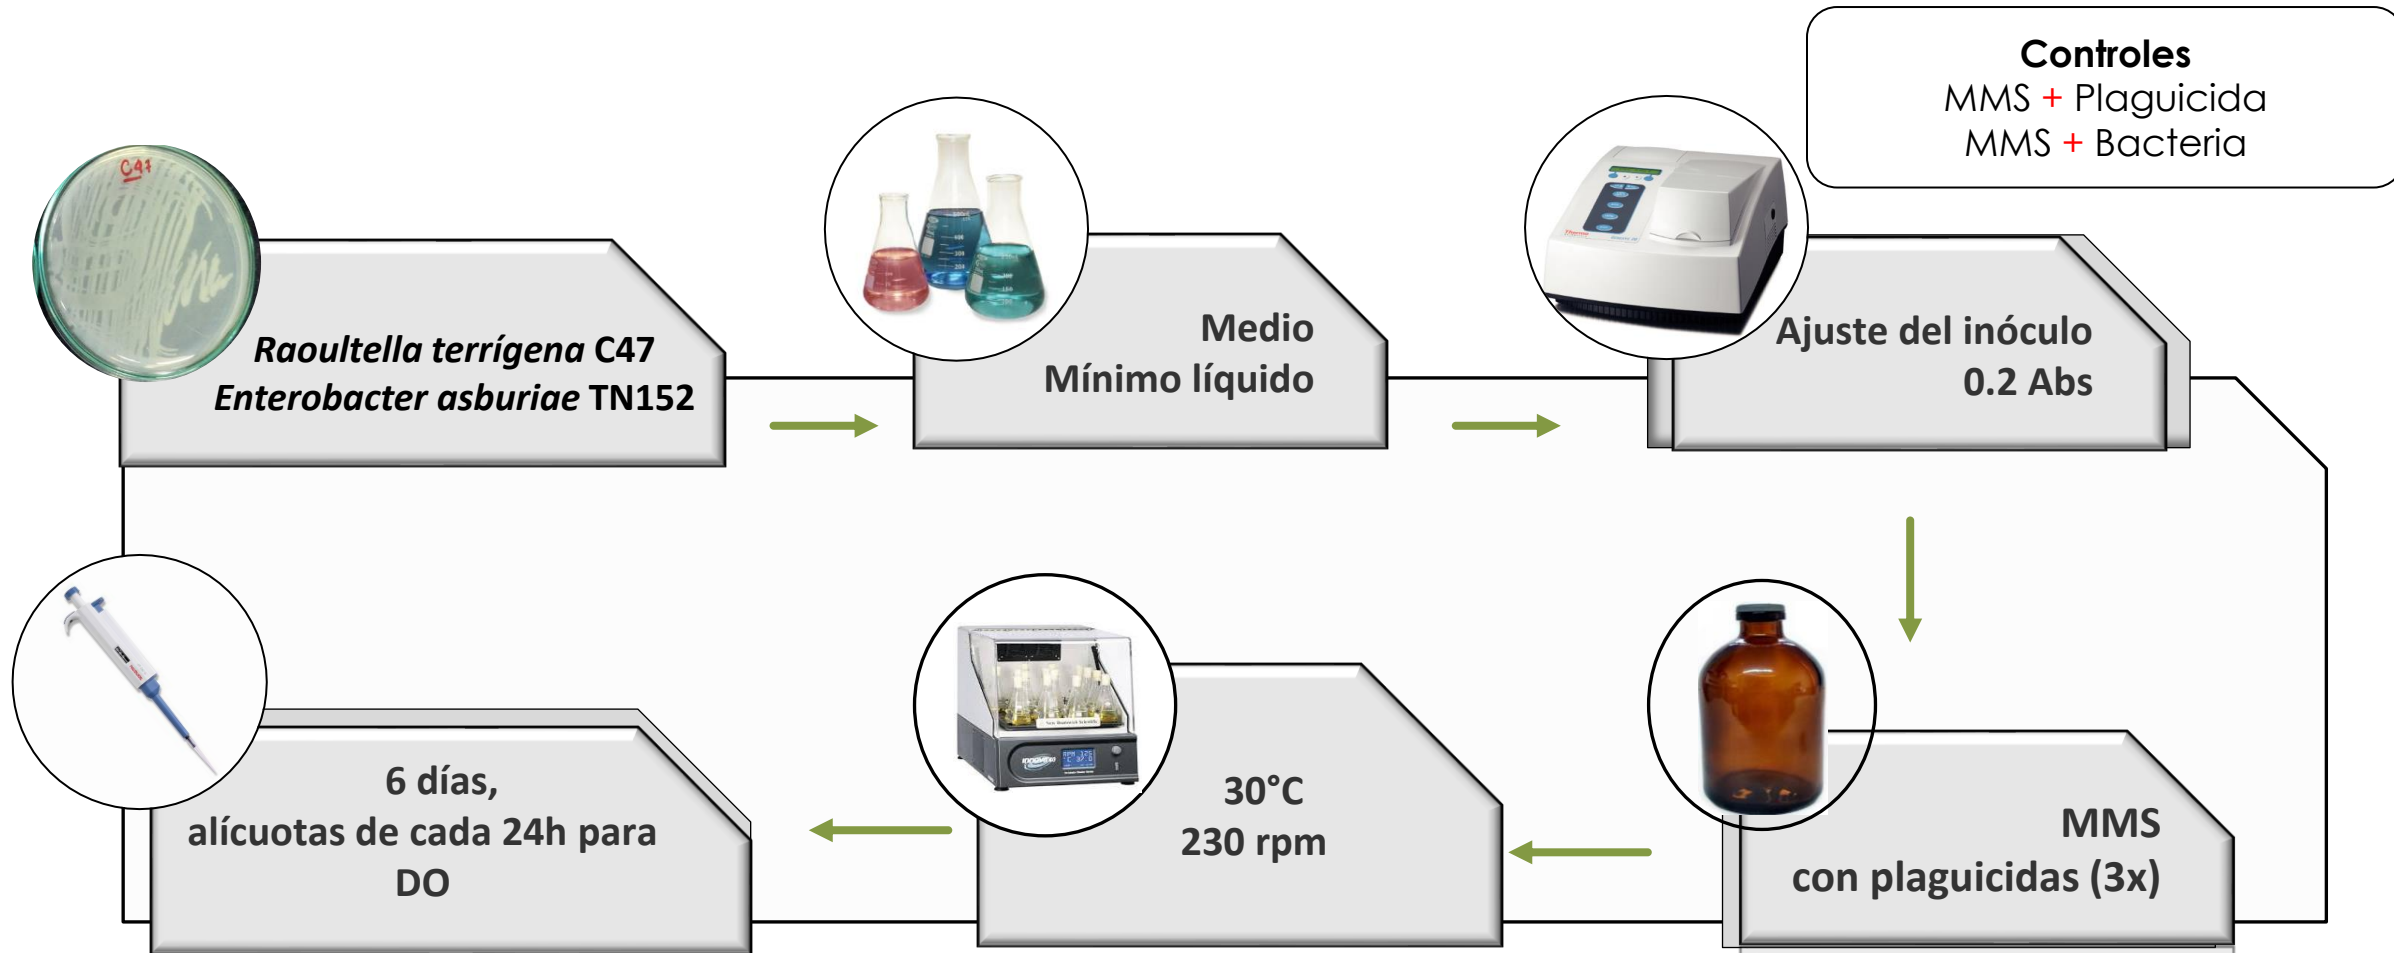 Controles
MMS + Plaguicida
MMS + Bacteria
C47
Raoultella terrígena C47
Enterobacter asburiae TN152
Medio
Mínimo líquido
Ajuste del inóculo
0.2 Abs
MMS
con plaguicidas (3x)
30°C
230 rpm
6 días,
alícuotas de cada 24h para
DO